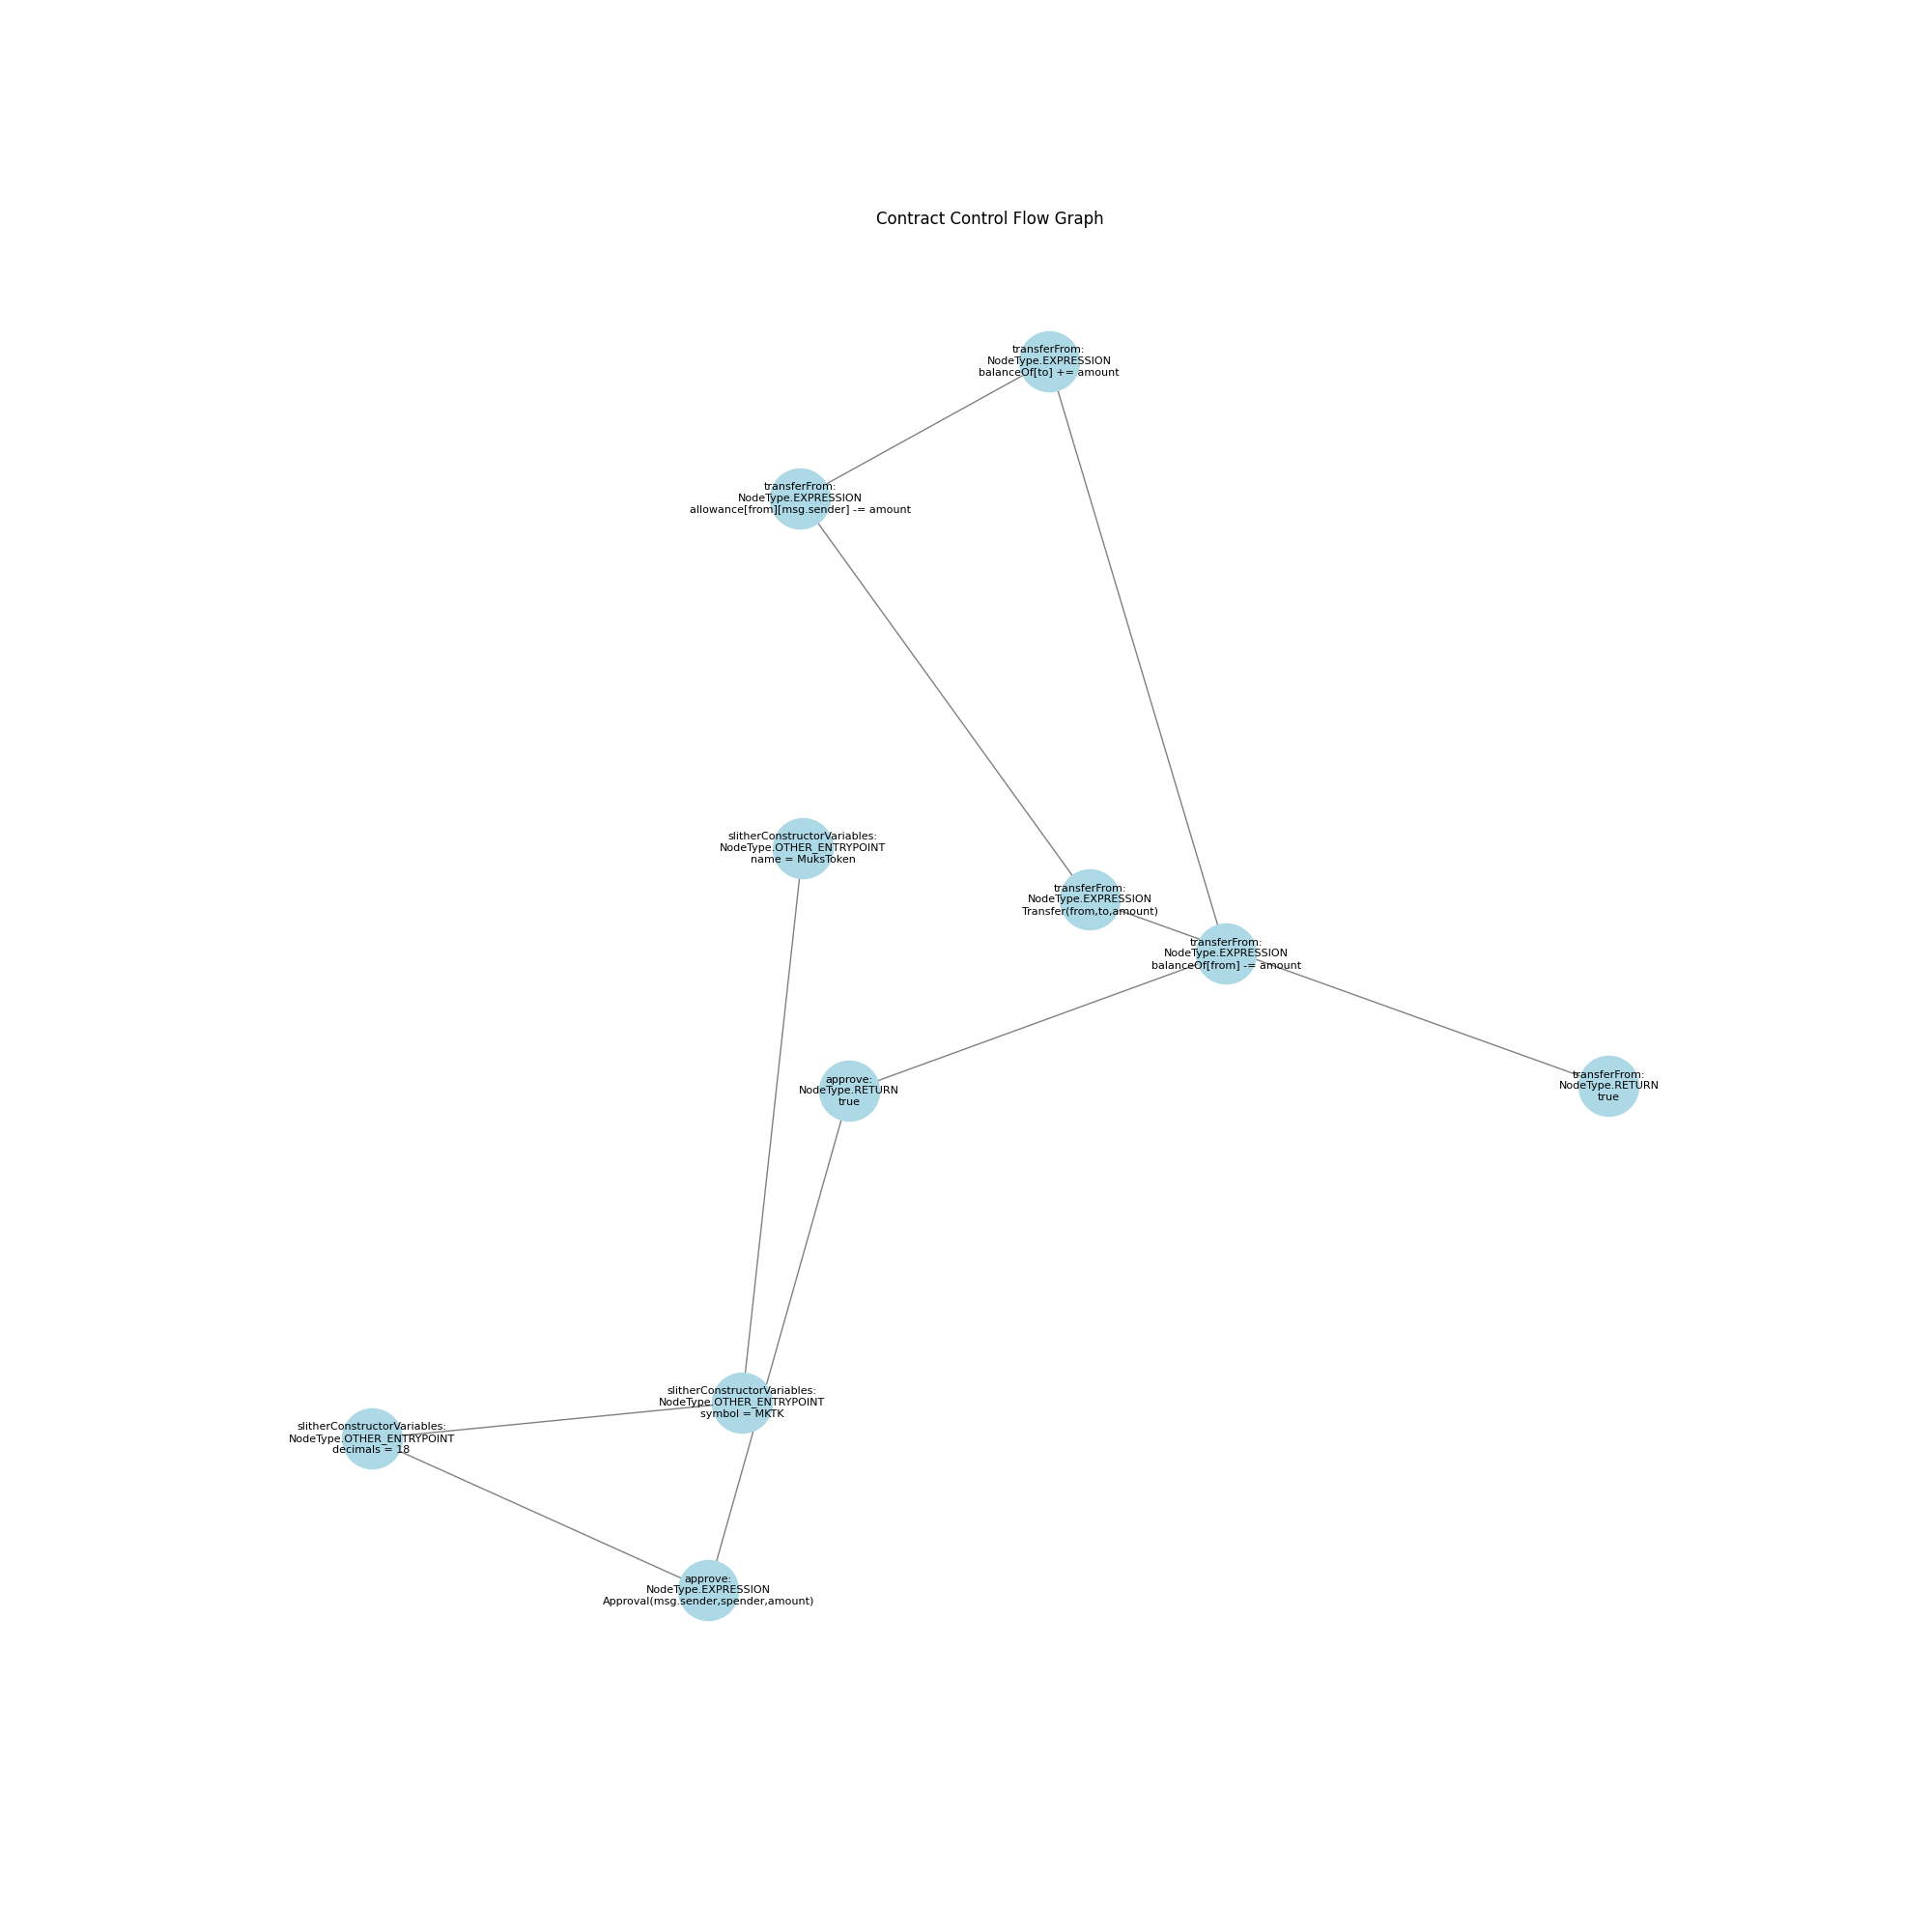 Contract Control Flow Graph
transferFrom:
NodeType.EXPRESSION
balanceOf[to] += amount
transferFrom:
NodeType.EXPRESSION
allowance[from][msg.sender] -= amount
slitherConstructorVariables:
NodeType.OTHER_ENTRYPOINT
name = MuksToken
transferFrom:
NodeType.EXPRESSION
Transfer(from,to,amount)
transferFrom:
NodeType.EXPRESSION
balanceOf[from] -= amount
approve:
NodeType.RETURN
true
transferFrom:
NodeType.RETURN
true
slitherConstructorVariables:
NodeType.OTHER_ENTRYPOINT
symbol = MKTK
slitherConstructorVariables:
NodeType.OTHER_ENTRYPOINT
decimals = 18
approve:
NodeType.EXPRESSION
Approval(msg.sender,spender,amount)